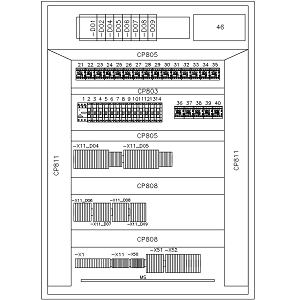 -D01 -D02 -D04 -D05 -D06 -D07 -D08 -D09
46
CP805
21 22 23 24 25 26 27 28 29 30 31 32 33 34 35
CP803
1 2 3 4 5 6 7 8 9 10 11 12 13 14
36 37 38 39 40
CP805
-X11_D04 -X11_D05
CP811
CP811
CP808
-X11_D06 -X11_D08
-X11_D07 -X11_D09
CP808
-X51 -X52
-X1 -X11 -X50
MS